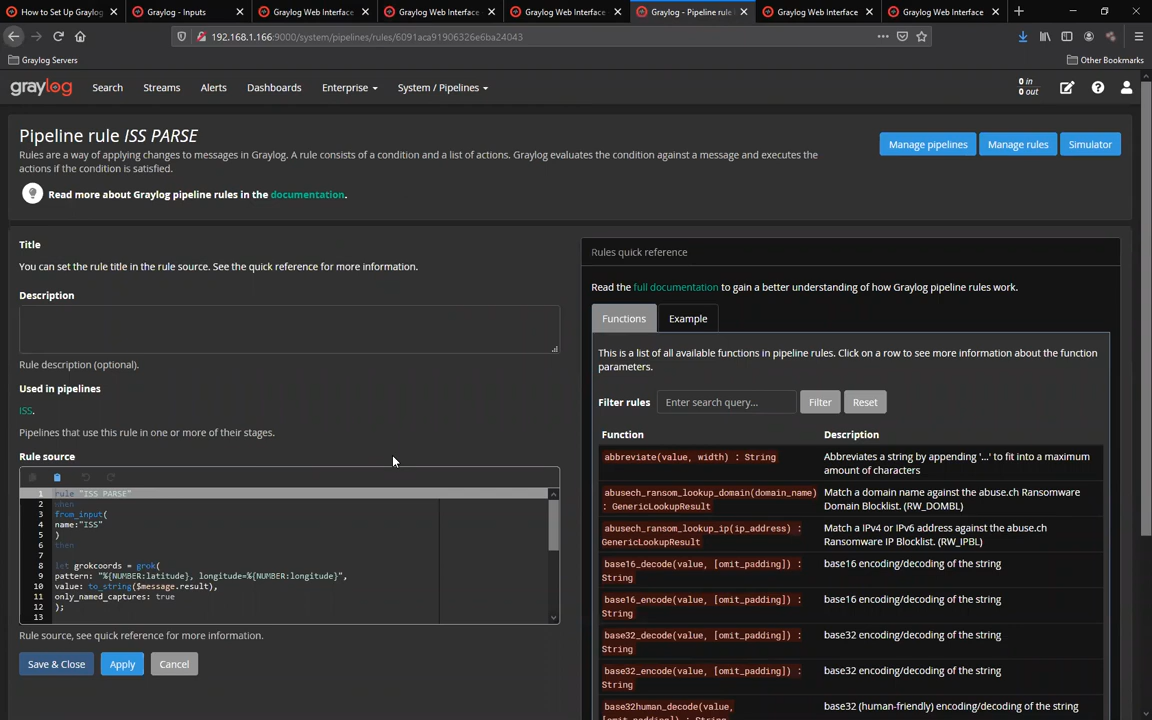 How to Set Up Graylog
Graylog - Inputs
Graylog Web Interface
Graylog Web Interface
Graylog Web Interface
Graylog - Pipeline rule
Graylog Web Interface
Graylog Web Interface
192.168.1.166:9000/system/pipelines/rules/6091aca91906326e6ba24043
Graylog Servers
Other Bookmarks
graylog
Search
Streams
Alerts
Dashboards
Enterprise
System / Pipelines
0 in
0 out
Pipeline rule ISS PARSE
Rules are a way of applying changes to messages in Graylog. A rule consists of a condition and a list of actions. Graylog evaluates the condition against a message and executes the
actions if the condition is satisfied.
Read more about Graylog pipeline rules in the documentation.
Manage pipelines
Manage rules
Simulator
Title
You can set the rule title in the rule source. See the quick reference for more information.
Description
Rule description (optional).
Used in pipelines
ISS.
Pipelines that use this rule in one or more of their stages.
Rule source
1 rule "ISS PARSE"
2 when
3 from_input(
4 name:"ISS"
5 )
6 then
7
8 let grokcoords = grok(
9 pattern: "%{NUMBER:latitude}, longitude=%{NUMBER:longitude}",
10 value: to_string($message.result),
11 only_named_captures: true
12 );
13
Rule source, see quick reference for more information.
Save & Close
Apply
Cancel
Rules quick reference
Read the full documentation to gain a better understanding of how Graylog pipeline rules work.
Functions
Example
This is a list of all available functions in pipeline rules. Click on a row to see more information about the function
parameters.
Filter rules
Enter search query...
Filter
Reset
Function
Description
abbreviate(value, width) : String
Abbreviates a string by appending '...' to fit into a maximum
amount of characters
abusech_ransom_lookup_domain(domain_name)
: GenericLookupResult
Match a domain name against the abuse.ch Ransomware
Domain Blocklist. (RW_DOMBL)
abusech_ransom_lookup_ip(ip_address) :
GenericLookupResult
Match a IPv4 or IPv6 address against the abuse.ch
Ransomware IP Blocklist. (RW_IPBL)
base16_decode(value, [omit_padding]) :
String
base16 encoding/decoding of the string
base16_encode(value, [omit_padding]) :
String
base16 encoding/decoding of the string
base32_decode(value, [omit_padding]) :
String
base32 encoding/decoding of the string
base32_encode(value, [omit_padding]) :
String
base32 encoding/decoding of the string
base32human_decode(value,
[omit_padding]) : String
base32 (human-friendly) encoding/decoding of the string